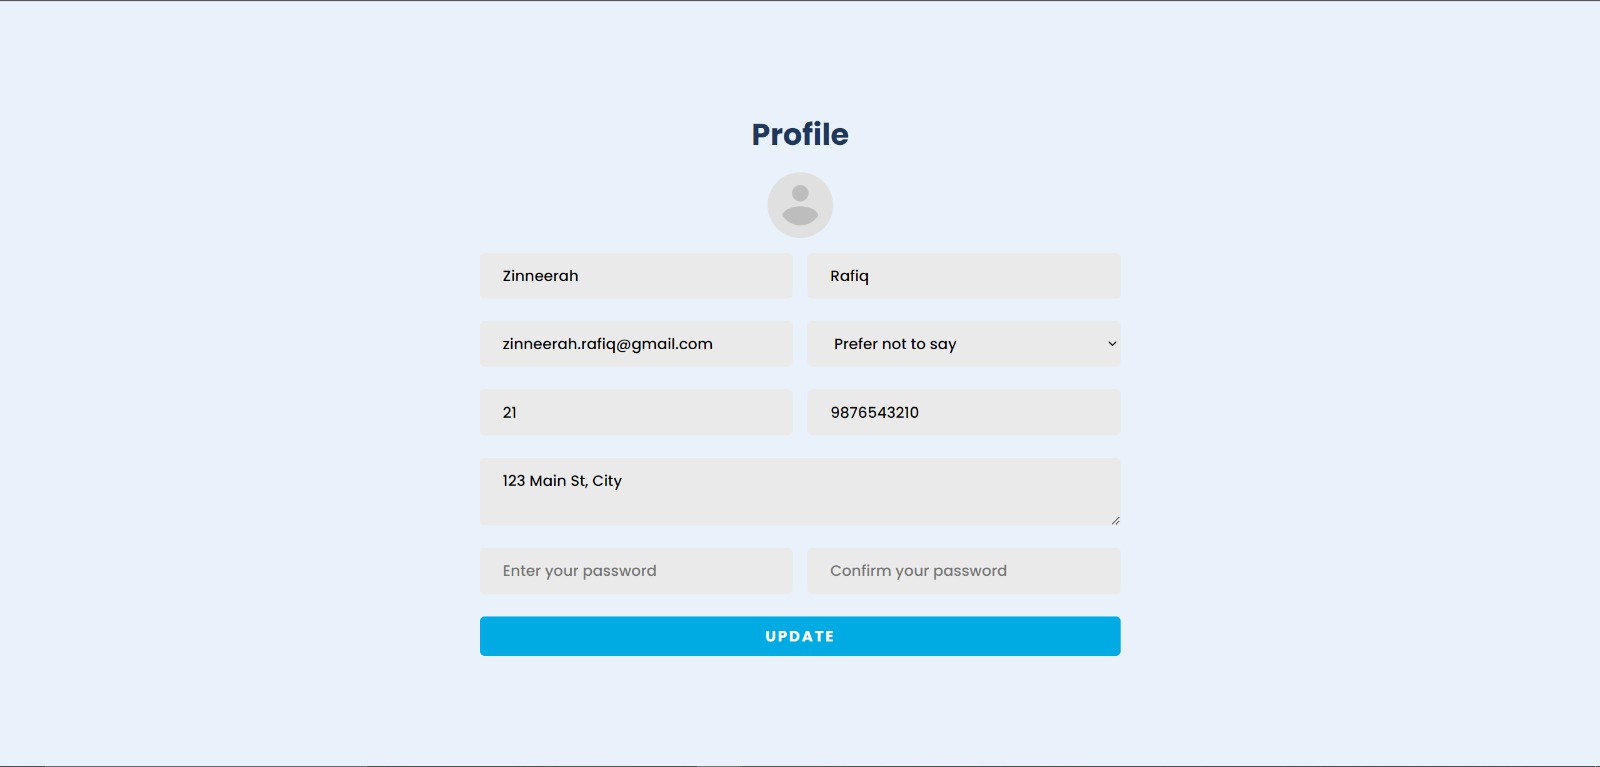 Profile
Zinneerah
Rafiq
zinneerah.rafiq@gmail.com
Prefer not to say
21
9876543210
123 Main St, City
Enter your password
Confirm your password
UPDATE